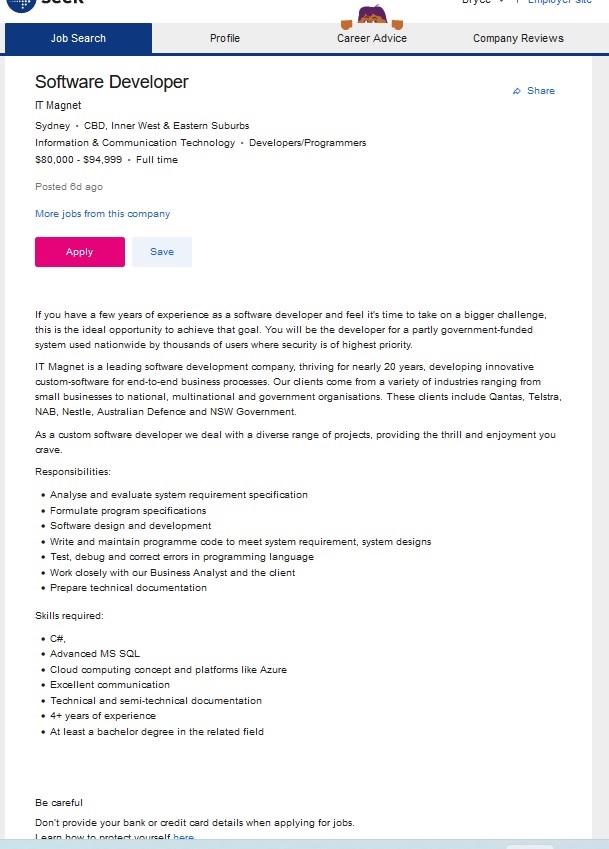 seek
Bryce
Employer site
Job Search
Profile
Career Advice
Company Reviews
Software Developer
Share
IT Magnet
Sydney • CBD, Inner West & Eastern Suburbs
Information & Communication Technology • Developers/Programmers
$80,000 - $94,999 • Full time
Posted 6d ago
More jobs from this company
Apply
Save
If you have a few years of experience as a software developer and feel it's time to take on a bigger challenge,
this is the ideal opportunity to achieve that goal. You will be the developer for a partly government-funded
system used nationwide by thousands of users where security is of highest priority.
IT Magnet is a leading software development company, thriving for nearly 20 years, developing innovative
custom-software for end-to-end business processes. Our clients come from a variety of industries ranging from
small businesses to national, multinational and government organisations. These clients include Qantas, Telstra,
NAB, Nestle, Australian Defence and NSW Government.
As a custom software developer we deal with a diverse range of projects, providing the thrill and enjoyment you
crave.
Responsibilities:
• Analyse and evaluate system requirement specification
• Formulate program specifications
• Software design and development
• Write and maintain programme code to meet system requirement, system designs
• Test, debug and correct errors in programming language
• Work closely with our Business Analyst and the client
• Prepare technical documentation
Skills required:
• C#,
• Advanced MS SQL
• Cloud computing concept and platforms like Azure
• Excellent communication
• Technical and semi-technical documentation
• 4+ years of experience
• At least a bachelor degree in the related field
Be careful
Don't provide your bank or credit card details when applying for jobs.
Learn how to protect yourself here